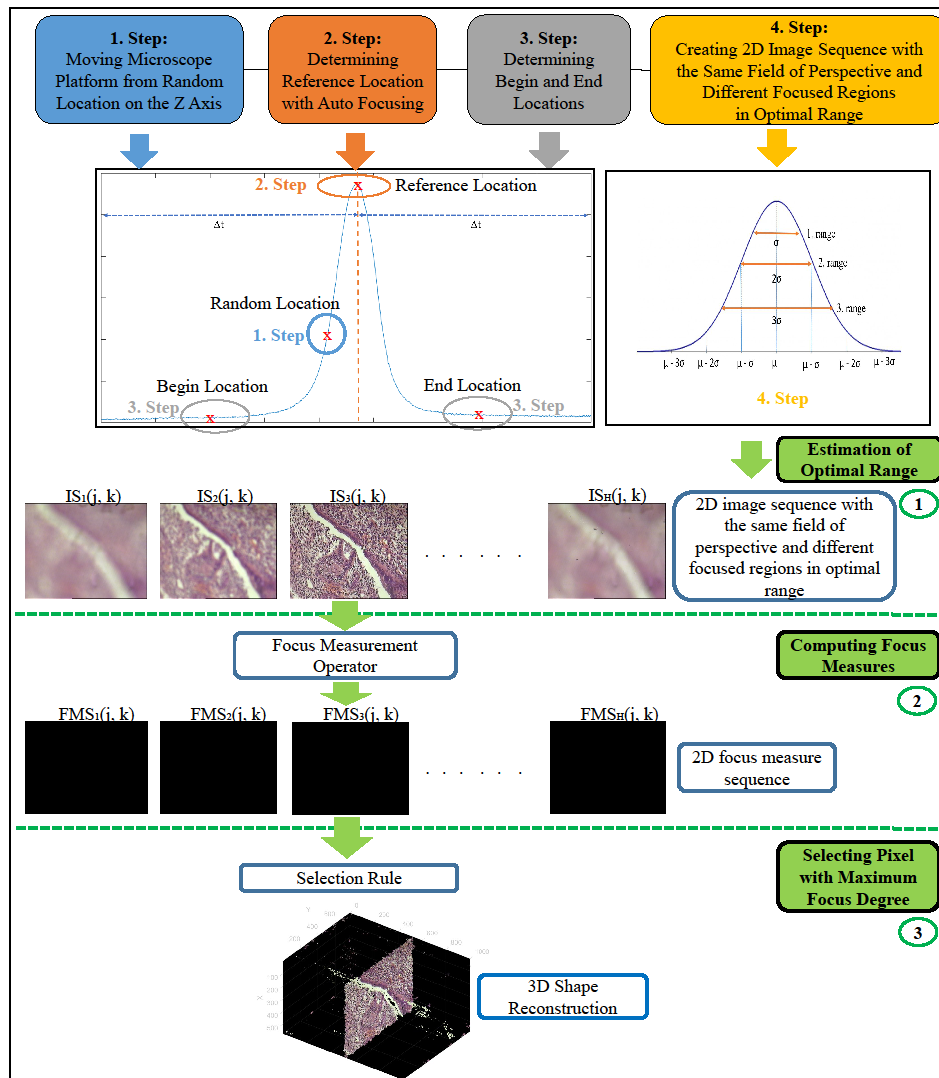 1. Step:
Moving Microscope
Platform from Random
Location on the Z Axis
2. Step:
Determining
Reference Location
with Auto Focusing
3. Step:
Determining
Begin and End
Locations
4. Step:
Creating 2D Image Sequence with
the Same Field of Perspective and
Different Focused Regions
in Optimal Range
2. Step
x
Reference Location
Δt
Δt
Random Location
1. Step
x
Begin Location
3. Step
x
End Location
x
3. Step
1. range
σ
2. range
2σ
3. range
3σ
μ - 3σ
μ - 2σ
μ - σ
μ
μ - σ
μ - 2σ
μ - 3σ
4. Step
Estimation of
Optimal Range
1
IS1(j, k)
IS2(j, k)
IS3(j, k)
. . . . . .
ISH(j, k)
2D image sequence with
the same field of
perspective and different
focused regions in optimal
range
Focus Measurement
Operator
Computing Focus
Measures
2
FMS1(j, k)
FMS2(j, k)
FMS3(j, k)
. . . . . .
FMSH(j, k)
2D focus measure
sequence
Selection Rule
Selecting Pixel
with Maximum
Focus Degree
3
3D Shape
Reconstruction